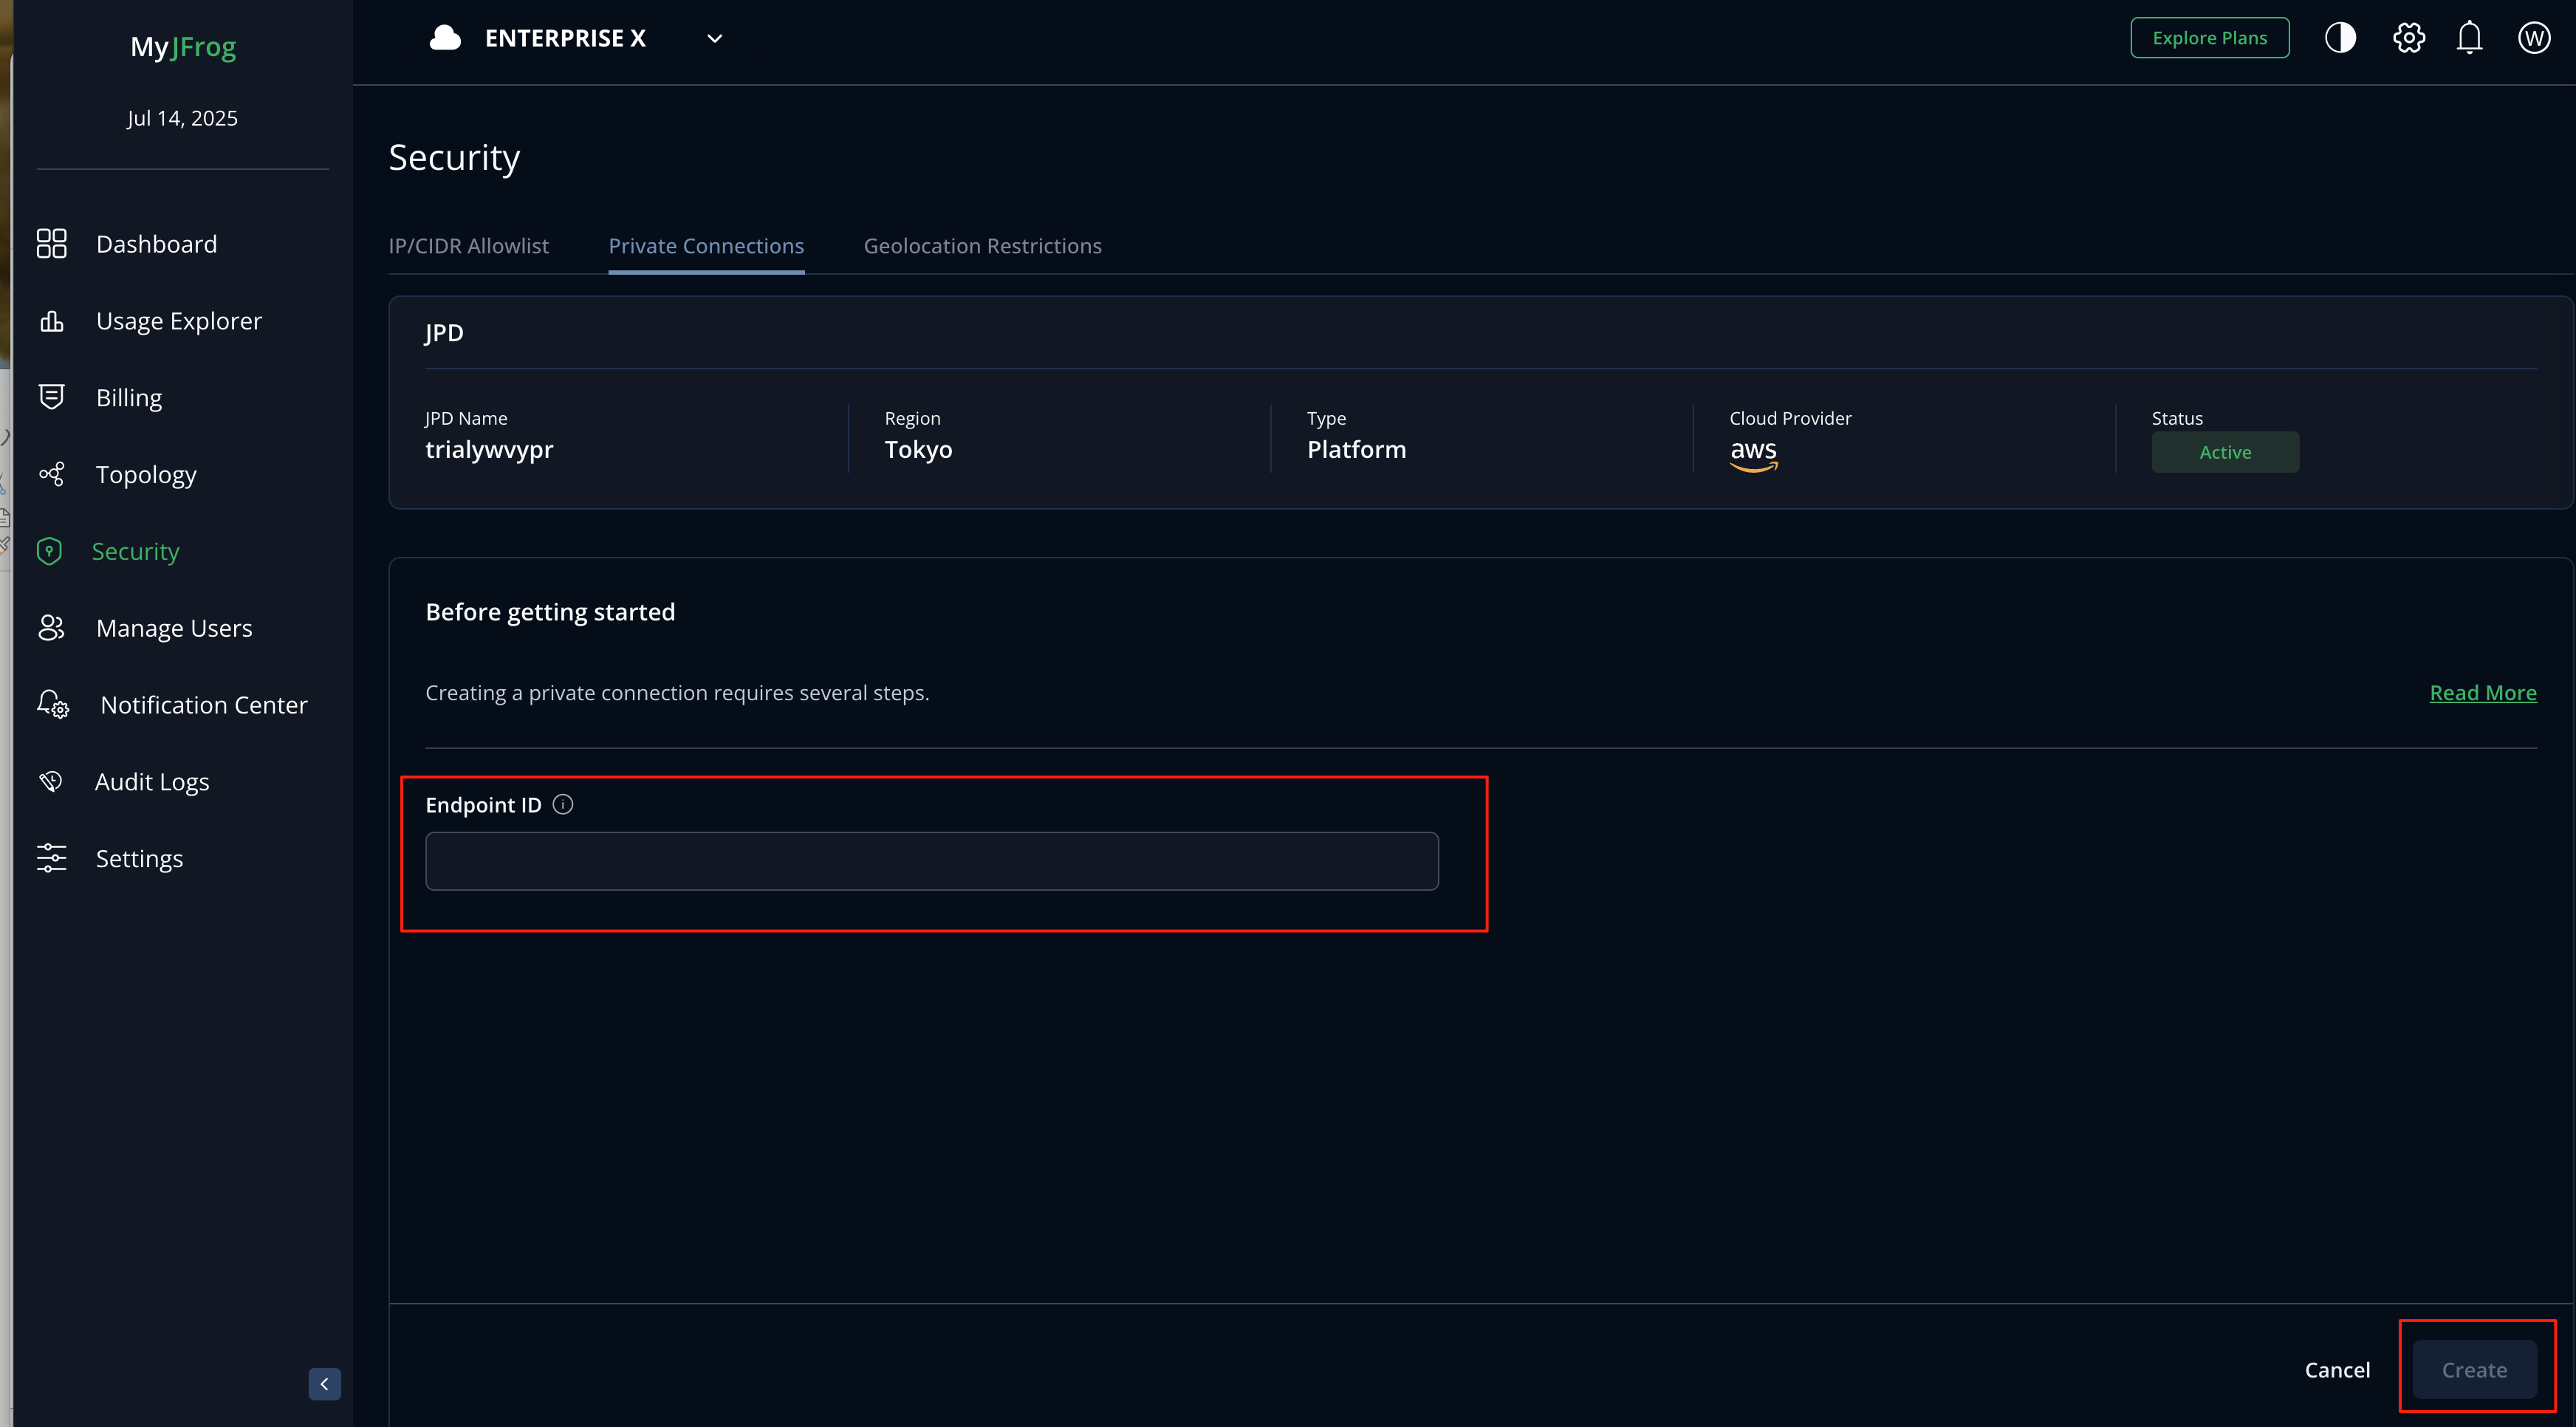 MyJFrog
Jul 14, 2025
Dashboard
Usage Explorer
Billing
Topology
Security
Manage Users
Notification Center
Audit Logs
Settings
ENTERPRISE X
Explore Plans
W
Security
IP/CIDR Allowlist
Private Connections
Geolocation Restrictions
JPD
JPD Name
trialywvypr
Region
Tokyo
Type
Platform
Cloud Provider
aws
Status
Active
Before getting started
Creating a private connection requires several steps.
Read More
Endpoint ID
Cancel
Create